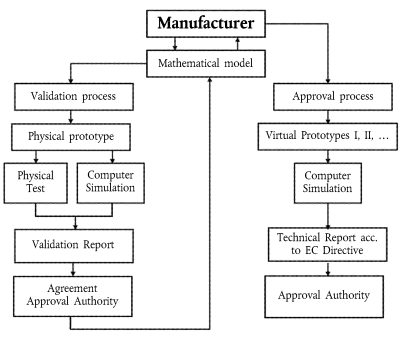 Manufacturer
Mathematical model
Validation process
Approval process
Physical prototype
Virtual Prototypes I, II, ...
Physical
Test
Computer
Simulation
Computer
Simulation
Validation Report
Technical Report acc.
to EC Directive
Agreement
Approval Authority
Approval Authority